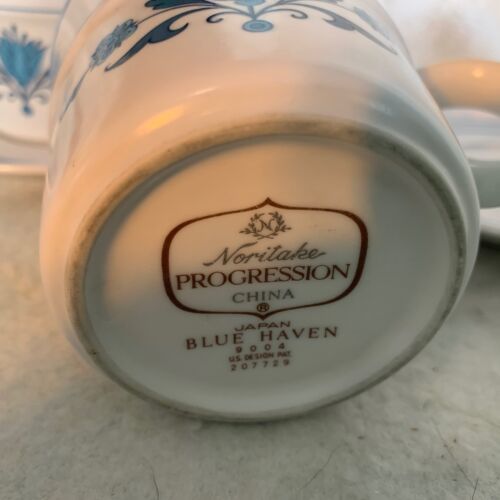 N
Noritake
PROGRESSION
CHINA
®
JAPAN
BLUE HAVEN
9004
U.S. DESIGN PAT.
207729